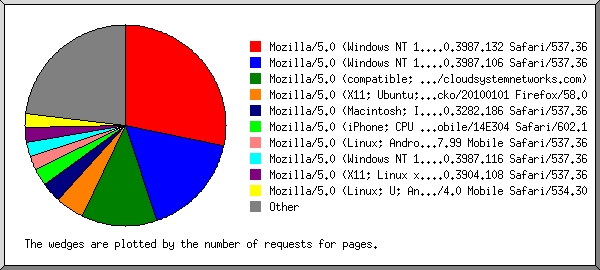 Mozilla/5.0 (Windows NT 1....0.3987.132 Safari/537.36
Mozilla/5.0 (Windows NT 1....0.3987.106 Safari/537.36
Mozilla/5.0 (compatible; .../cloudsystemnetworks.com)
Mozilla/5.0 (X11; Ubuntu;...cko/20100101 Firefox/58.0
Mozilla/5.0 (Macintosh; I....0.3282.186 Safari/537.36
Mozilla/5.0 (iPhone; CPU ...obile/14E304 Safari/602.1
Mozilla/5.0 (Linux; Andro...7.99 Mobile Safari/537.36
Mozilla/5.0 (Windows NT 1....0.3987.116 Safari/537.36
Mozilla/5.0 (X11; Linux x....0.3904.108 Safari/537.36
Mozilla/5.0 (Linux; U; An.../4.0 Mobile Safari/534.30
Other
The wedges are plotted by the number of requests for pages.